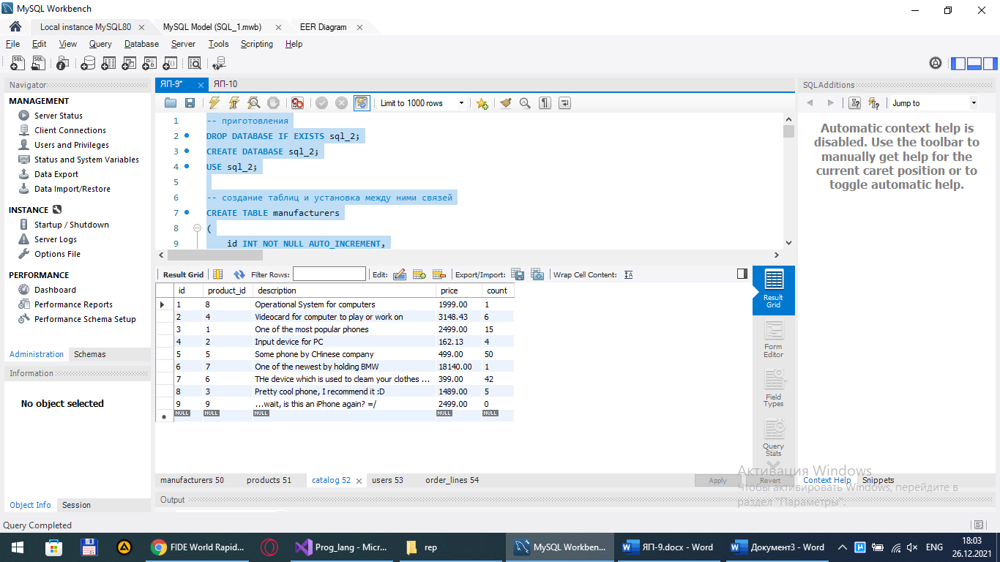 MySQL Workbench
Local instance MySQL80
MySQL Model (SQL_1.mwb)
EER Diagram
File Edit View Query Database Server Tools Scripting Help
Navigator
MANAGEMENT
Server Status
Client Connections
Users and Privileges
Status and System Variables
Data Export
Data Import/Restore
INSTANCE
Startup / Shutdown
Server Logs
Options File
PERFORMANCE
Dashboard
Performance Reports
Performance Schema Setup
Administration Schemas
Information
No object selected
Object Info Session
Query Completed
ЯП-9* ЯП-10
Limit to 1000 rows
1 -- приготовления
2 DROP DATABASE IF EXISTS sql_2;
3 CREATE DATABASE sql_2;
4 USE sql_2;
5
6 -- создание таблиц и установка между ними связей
7 CREATE TABLE manufacturers
8 (
9 id INT NOT NULL AUTO_INCREMENT,
Result Grid Filter Rows: Edit: Export/Import: Wrap Cell Content:
id product_id description price count
1 8 Operational System for computers 1999.00 1
2 4 Videocard for computer to play or work on 3148.43 6
3 1 One of the most popular phones 2499.00 15
4 2 Input device for PC 162.13 4
5 5 Some phone by CHinese company 499.00 50
6 7 One of the newest by holding BMW 18140.00 1
7 6 THe device which is used to cleam your clothes ... 399.00 42
8 3 Pretty cool phone, I recommend it :D 1489.00 5
9 9 ...wait, is this an iPhone again? =/ 2499.00 0
NULL NULL NULL NULL NULL
Result Grid
Form Editor
Field Types
Query Stats
manufacturers 50 products 51 catalog 52 users 53 order_lines 54
Apply Revert
Output
SQLAdditions
Jump to
Automatic context help is
disabled. Use the toolbar to
manually get help for the
current caret position or to
toggle automatic help.
Context Help Snippets
Активация Windows
Чтобы активировать Windows, перейдите в
раздел "Параметры".
FIDE World Rapid... Prog_lang - Micr... rep MySQL Workben... ЯП-9.docx - Word Документ3 - Word ENG
18:03
26.12.2021